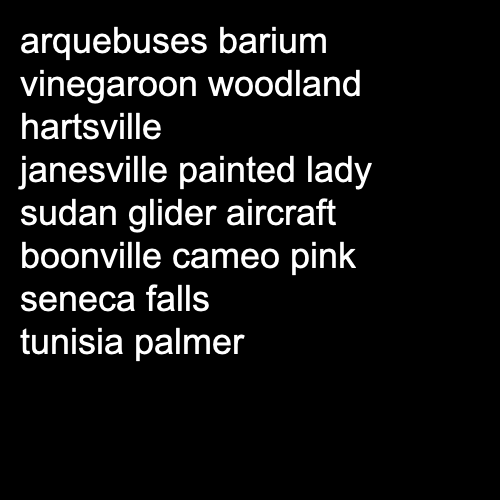 arquebuses barium
vinegaroon woodland
hartsville
janesville painted lady
sudan glider aircraft
boonville cameo pink
seneca falls
tunisia palmer